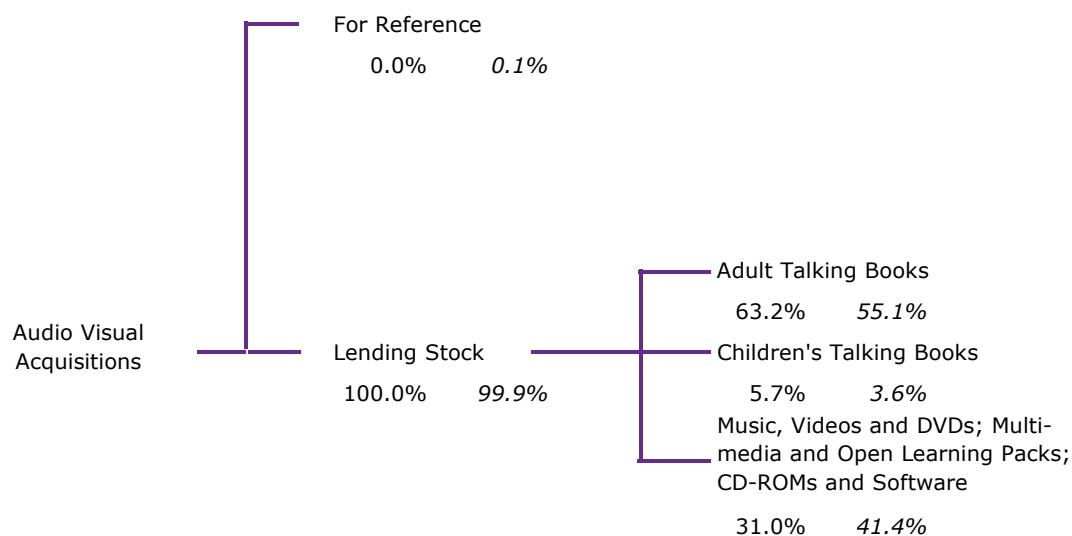 For Reference
0.0% 0.1%
Adult Talking Books
63.2% 55.1%
Audio Visual
Acquisitions
Lending Stock
100.0% 99.9%
Children's Talking Books
5.7% 3.6%
Music, Videos and DVDs; Multi-
media and Open Learning Packs;
CD-ROMs and Software
31.0% 41.4%